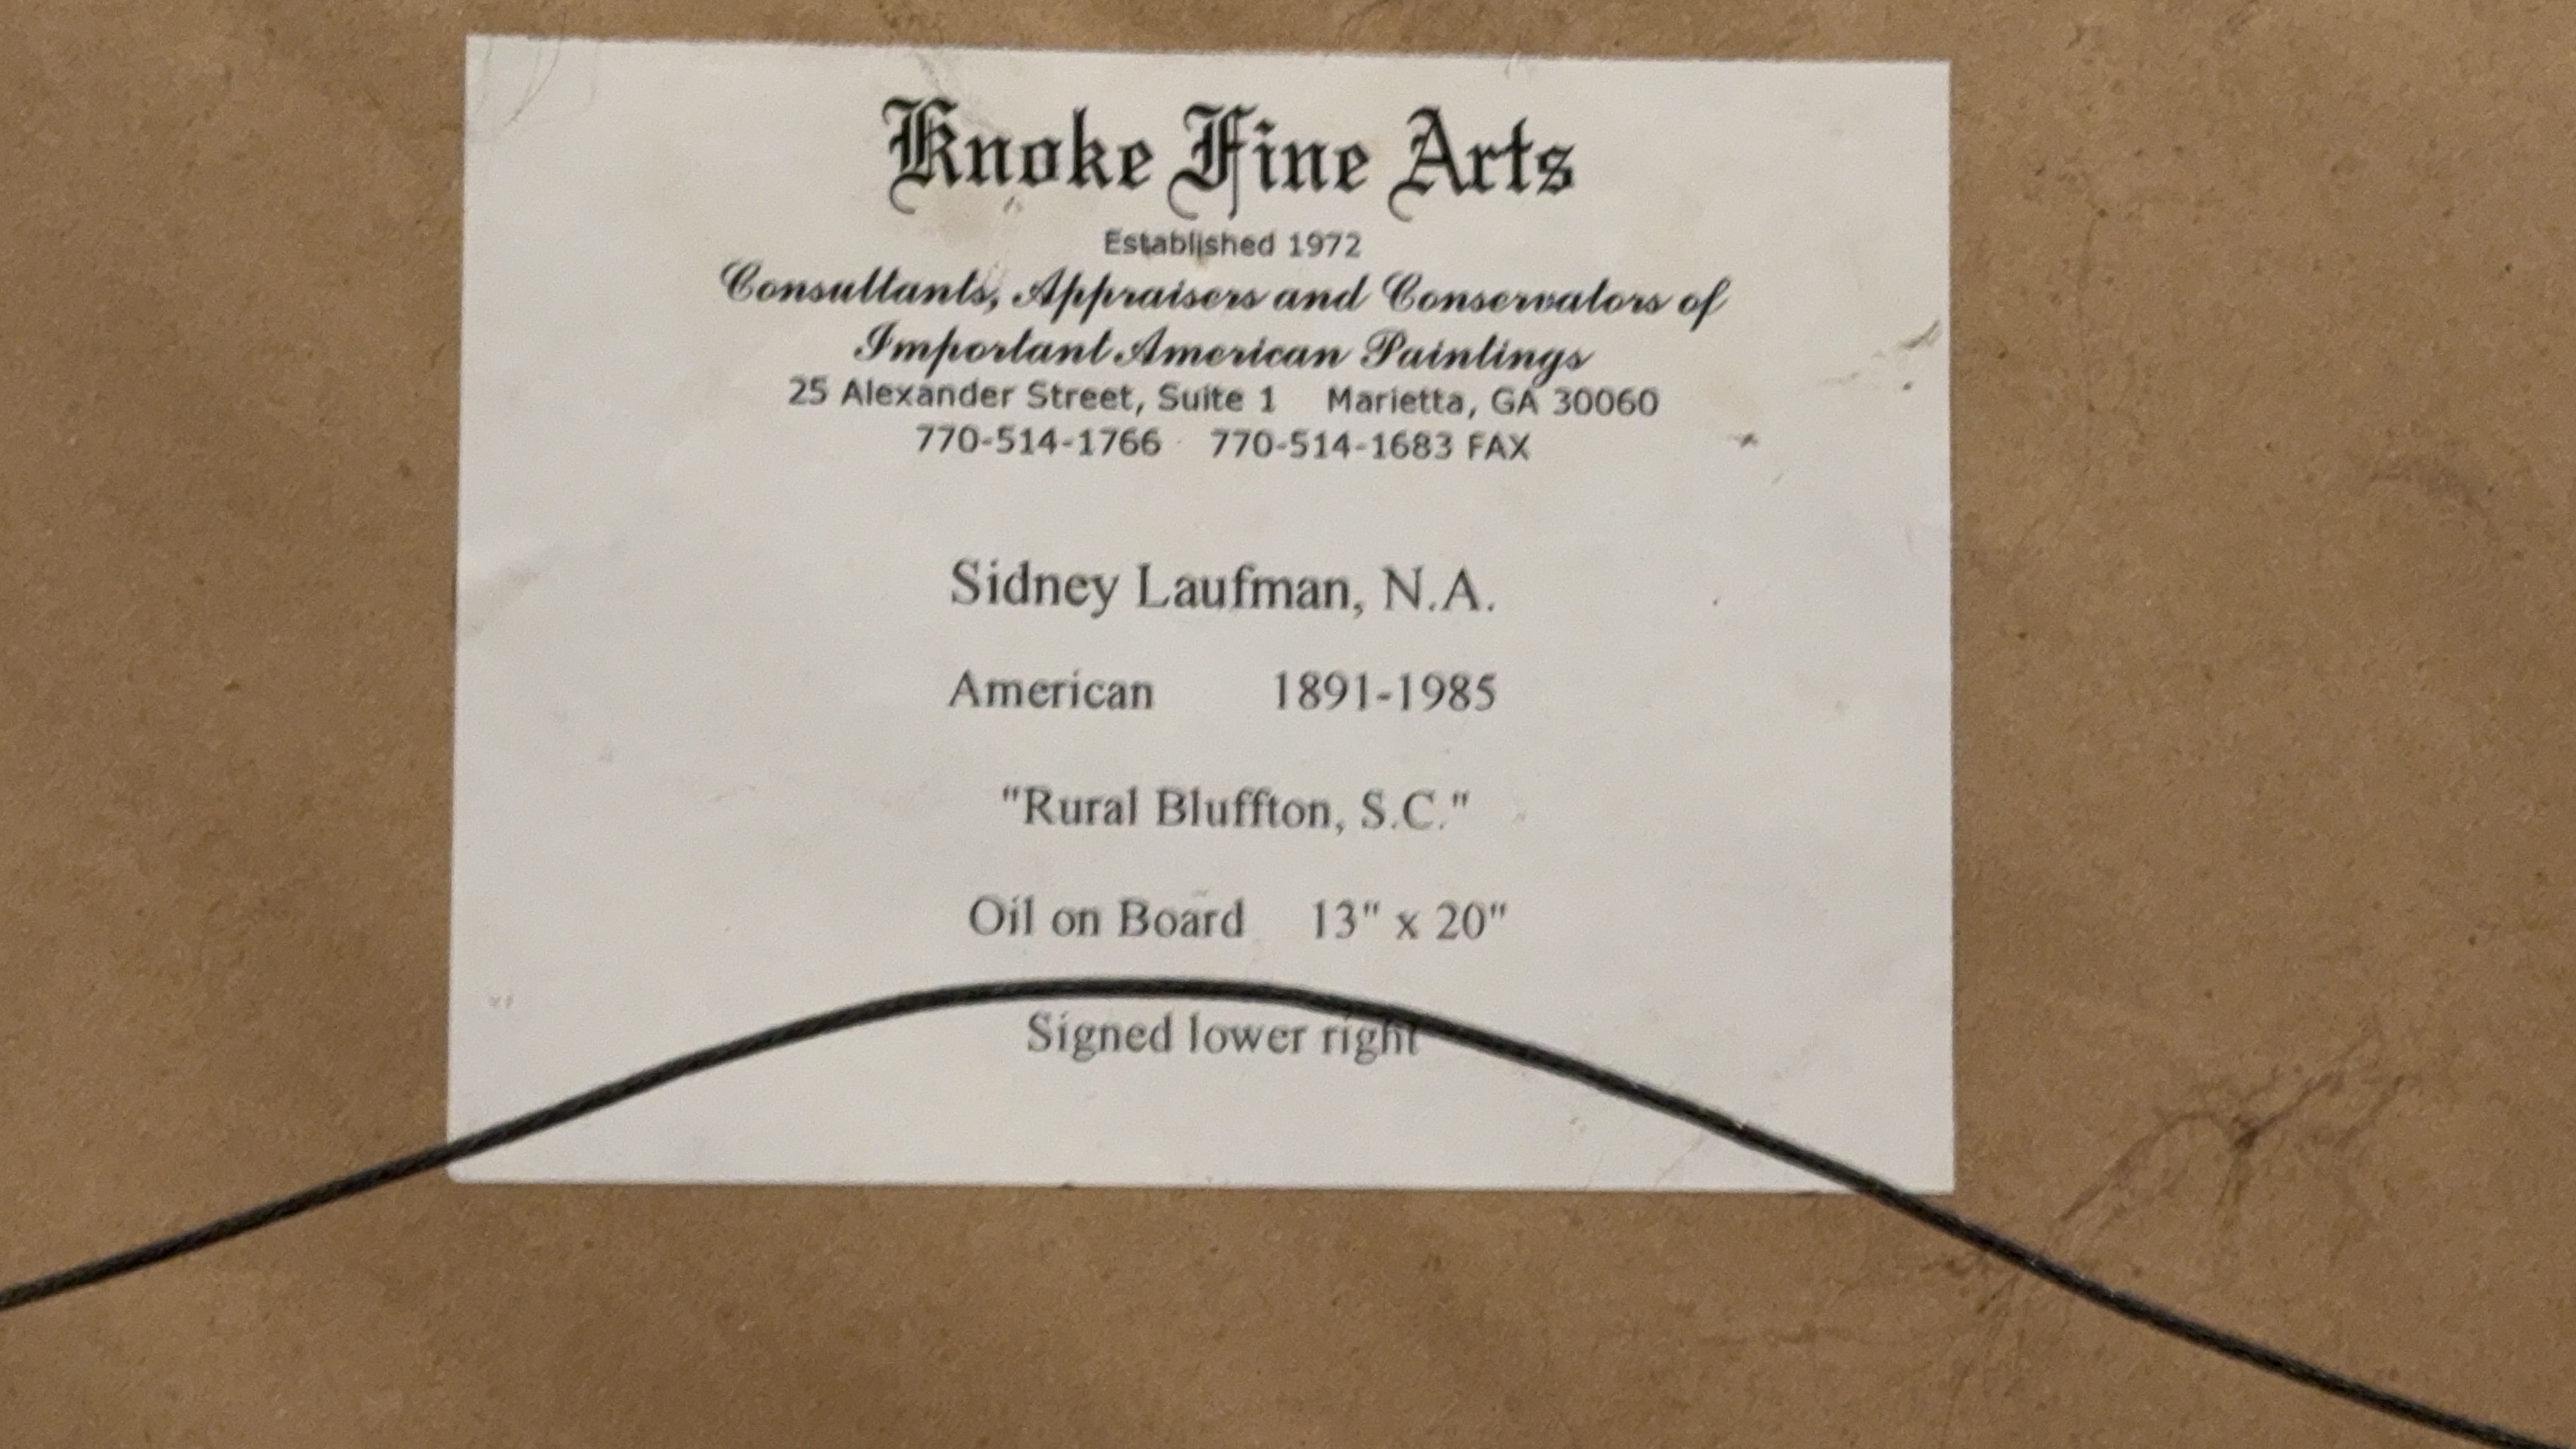 Knoke Fine Arts
Established 1972
Consultants, Appraisers and Conservators of
Important American Paintings
25 Alexander Street, Suite 1 Marietta, GA 30060
770-514-1766 770-514-1683 FAX
Sidney Laufman, N.A.
American 1891-1985
"Rural Bluffton, S.C."
Oil on Board 13" x 20"
Signed lower right